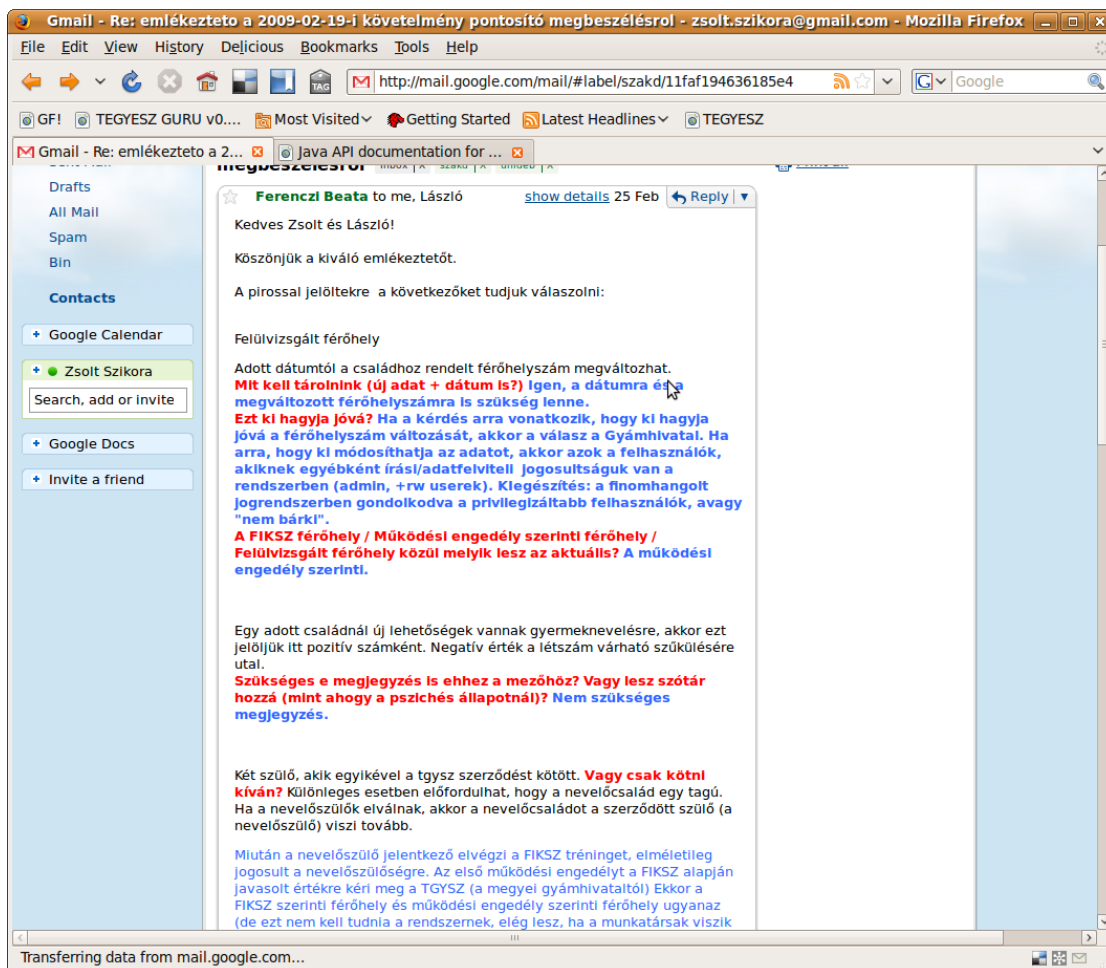 Gmail - Re: emlékezteto a 2009-02-19-i követelmény pontosító megbeszélésrol - zsolt.szikora@gmail.com - Mozilla Firefox
File Edit View History Delicious Bookmarks Tools Help
TAG http://mail.google.com/mail/#label/szakd/11faf194636185e4 G Google
GF! TEGYESZ GURU v0.... Most Visited Getting Started Latest Headlines TEGYESZ
Gmail - Re: emlékezteto a 2... Java API documentation for ...
megbeszélésrol inbox | X szakd | X unideb | X
Drafts
All Mail
Spam
Bin
Contacts
+ Google Calendar
+ Zsolt Szikora
Search, add or invite
+ Google Docs
+ Invite a friend
Ferenczi Beata to me, László show details 25 Feb Reply
Kedves Zsolt és László!
Köszönjük a kiváló emlékeztetőt.
A pirossal jelöltekre a következőket tudjuk válaszolni:
Felülvizsgált férőhely
Adott dátumtól a családhoz rendelt férőhelyszám megváltozhat.
Mit kell tárolnink (új adat + dátum is?) Igen, a dátumra és a
megváltozott férőhelyszámra is szükség lenne.
Ezt ki hagyja jóvá? Ha a kérdés arra vonatkozik, hogy ki hagyja
jóvá a férőhelyszám változását, akkor a válasz a Gyámhivatal. Ha
arra, hogy ki módosíthatja az adatot, akkor azok a felhasználók,
akiknek egyébként írási/adatfelviteli jogosultságuk van a
rendszerben (admin, +rw userek). Kiegészítés: a finomhangolt
jogrendszerben gondolkodva a privilegizáltabb felhasználók, avagy
"nem bárki".
A FIKSZ férőhely / Működési engedély szerinti férőhely /
Felülvizsgált férőhely közül melyik lesz az aktuális? A működési
engedély szerinti.
Egy adott családnál új lehetőségek vannak gyermeknevelésre, akkor ezt
jelöljük itt pozitív számként. Negatív érték a létszám várható szűkülésére
utal.
Szükséges e megjegyzés is ehhez a mezőhöz? Vagy lesz szótár
hozzá (mint ahogy a pszichés állapotnál)? Nem szükséges
megjegyzés.
Két szülő, akik egyikével a tgysz szerződést kötött. Vagy csak kötni
kíván? Különleges esetben előfordulhat, hogy a nevelőcsalád egy tagú.
Ha a nevelőszülők elválnak, akkor a nevelőcsaládot a szerződött szülő (a
nevelőszülő) viszi tovább.
Miután a nevelőszülő jelentkező elvégzi a FIKSZ tréninget, elméletileg
jogosult a nevelőszülőségre. Az első működési engedélyt a FIKSZ alapján
javasolt értékre kéri meg a TGYSZ (a megyei gyámhivataltól) Ekkor a
FIKSZ szerinti férőhely és működési engedély szerinti férőhely ugyanaz
(de ezt nem kell tudnia a rendszernek, elég lesz, ha a munkatársak viszik
Transferring data from mail.google.com...